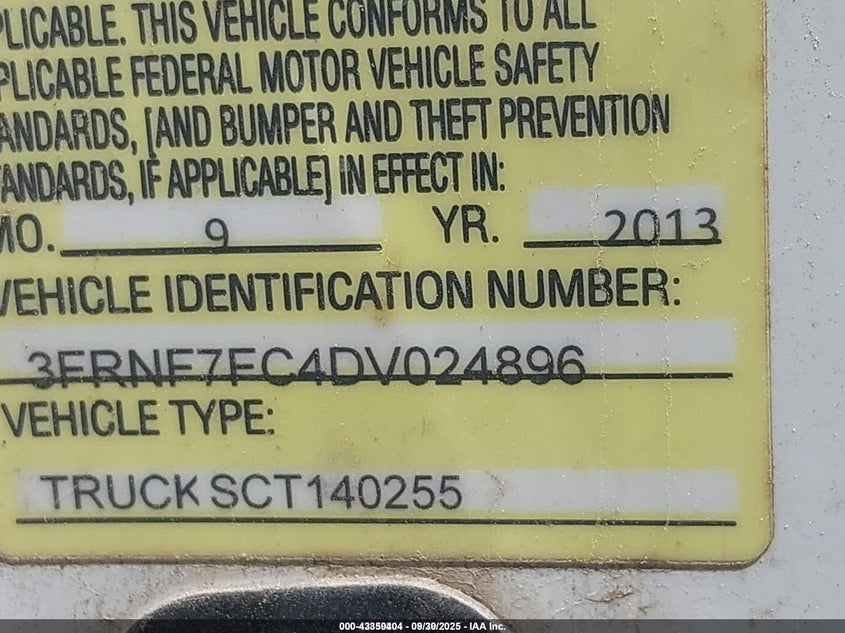 PLICABLE. THIS VEHICLE CONFORMS TO ALL
PLICABLE FEDERAL MOTOR VEHICLE SAFETY
ANDARDS, [AND BUMPER AND THEFT PREVENTION
ANDARDS, IF APPLICABLE] IN EFFECT IN:
MO. 9 YR. 2013
VEHICLE IDENTIFICATION NUMBER:
3FRNF7FC4DV024896
VEHICLE TYPE:
TRUCK SCT140255
000-43350404 - 09/30/2025 - IAA Inc.